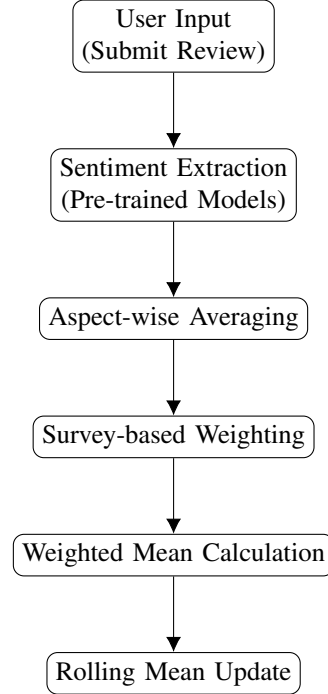 User Input
(Submit Review)
Sentiment Extraction
(Pre-trained Models)
Aspect-wise Averaging
Survey-based Weighting
Weighted Mean Calculation
Rolling Mean Update